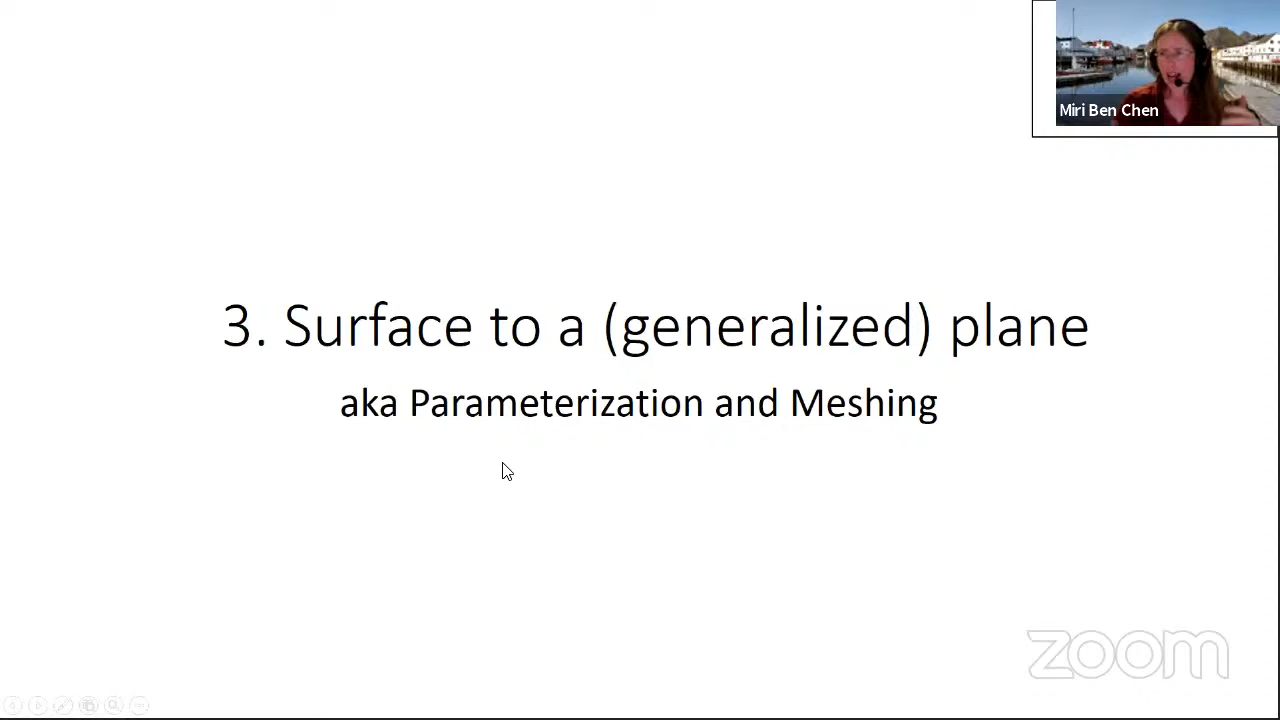 Miri Ben Chen
3. Surface to a (generalized) plane
aka Parameterization and Meshing
zoom